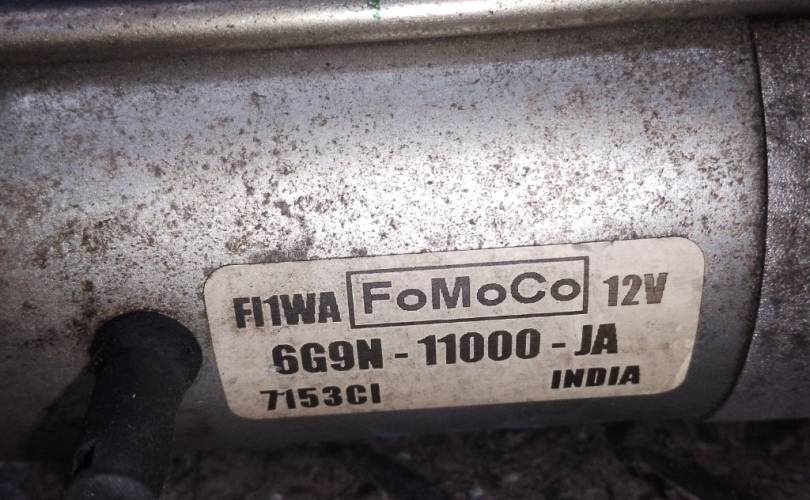 FI1WA FoMoCo 12V
6G9N - 11000 - JA
7153CI INDIA